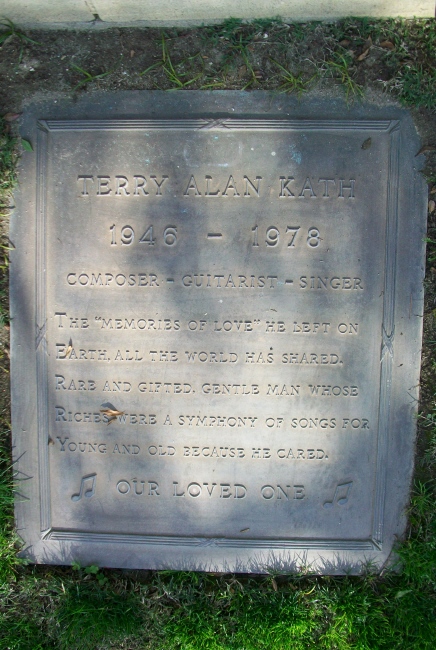 TERRY ALAN KATH
1946 - 1978
COMPOSER - GUITARIST - SINGER
THE "MEMORIES OF LOVE" HE LEFT ON
EARTH, ALL THE WORLD HAS SHARED.
RARE AND GIFTED. GENTLE MAN WHOSE
RICHES WERE A SYMPHONY OF SONGS FOR
YOUNG AND OLD BECAUSE HE CARED.
OUR LOVED ONE